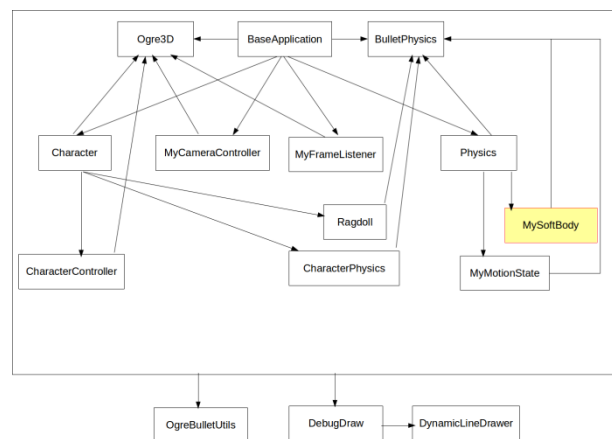 Ogre3D
BaseApplication
BulletPhysics
Character
MyCameraController
MyFrameListener
Physics
Ragdoll
MySoftBody
CharacterController
CharacterPhysics
MyMotionState
OgreBulletUtils
DebugDraw
DynamicLineDrawer